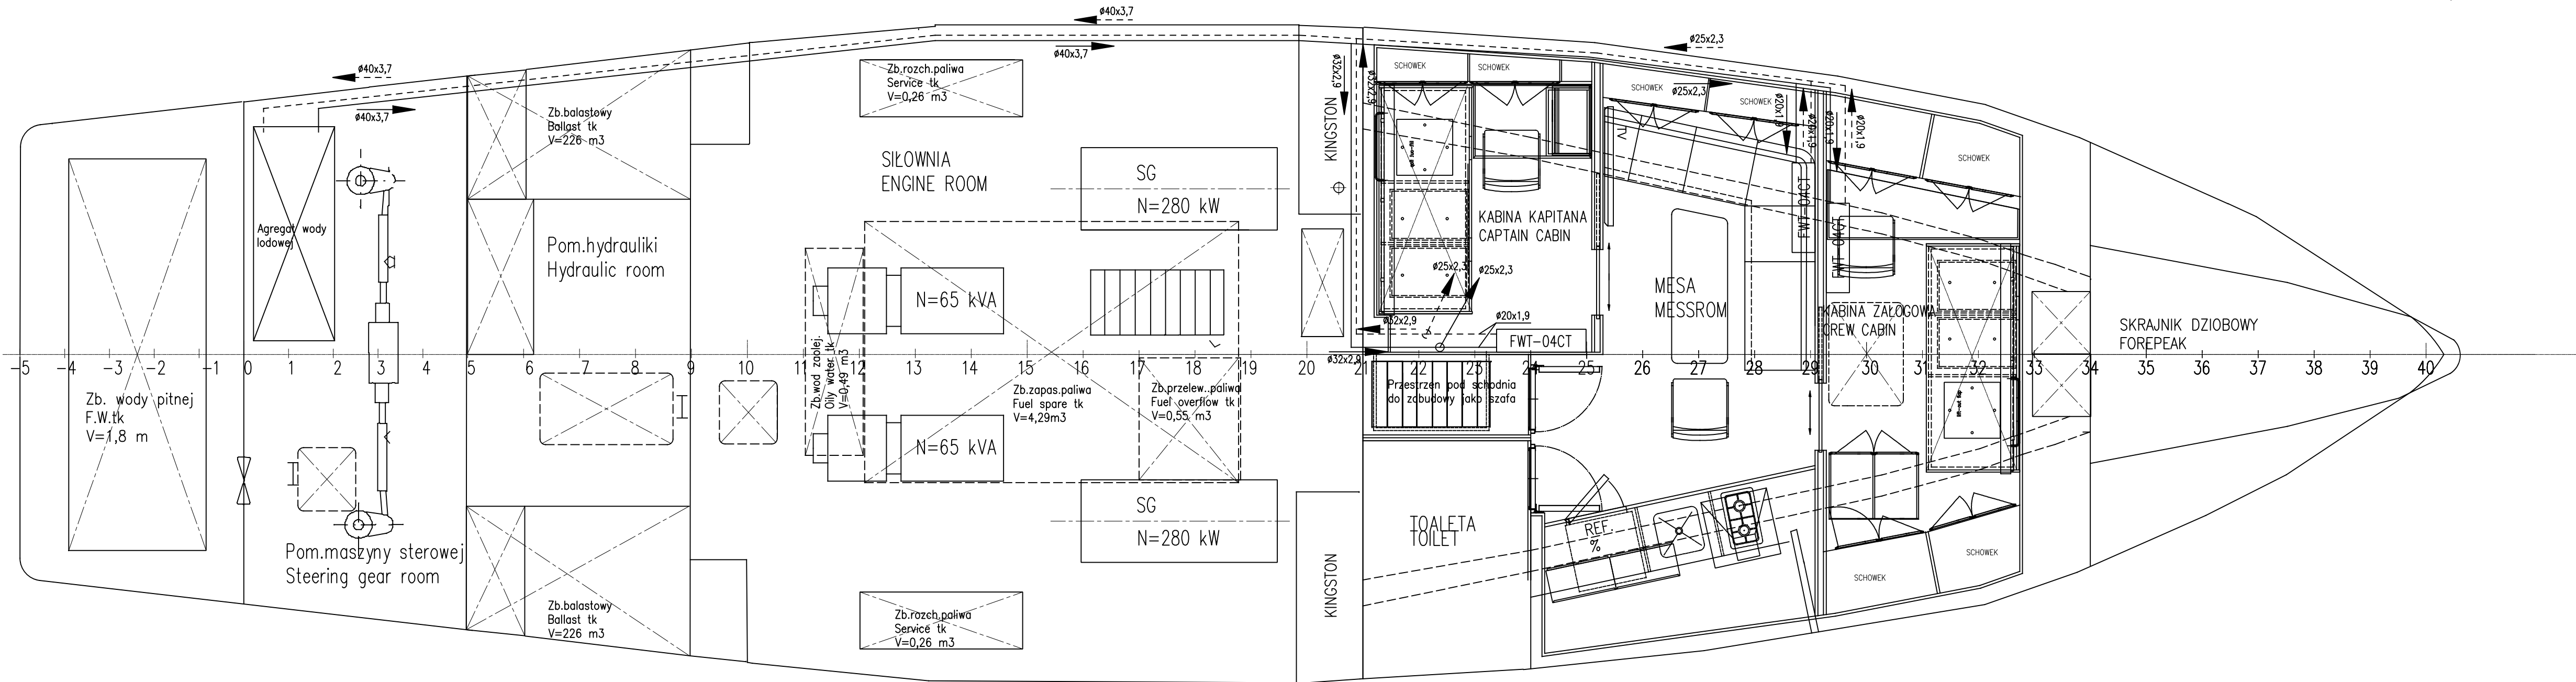 ø40x3,7
ø40x3,7
ø40x3,7
ø40x3,7
ø25x2,3
ø25x2,3
ø32x2,9
ø32x2,9
ø20x1,9
ø20x1,9
ø20x1,9
ø20x1,9
Zb.rozch.paliwa
Service tk
V=0,26 m3
Zb.balastowy
Ballast tk
V=226 m3
SIŁOWNIA
ENGINE ROOM
KINGSTON
SCHOWEK
SCHOWEK
SCHOWEK
SCHOWEK
SCHOWEK
TV
SG
N=280 kW
Agregat wody
lodowej
Pom.hydrauliki
Hydraulic room
KABINA KAPITANA
CAPTAIN CABIN
FWT-04CT
FWT-04CT
ø25x2,3
ø25x2,3
N=65 kVA
MESA
MESSROM
KABINA ZAŁOGOWA
CREW CABIN
SKRAJNIK DZIOBOWY
FOREPEAK
ø32x2,9
ø20x1,9
FWT-04CT
ø32x2,9
-5 -4 -3 -2 -1 0 1 2 3 4 5 6 7 8 9 10 11 12 13 14 15 16 17 18 19 20 21 22 23 24 25 26 27 28 29 30 31 32 33 34 35 36 37 38 39 40
Zb. wody pitnej
F.W.tk
V=1,8 m
Zb.wod zaolej.
Oily water tk
V=0,49 m3
Zb.zapas.paliwa
Fuel spare tk
V=4,29m3
Zb.przelew..paliwa
Fuel overflow tk
V=0,55 m3
Przestrzen pod schodnia
do zabudowy jako szafa
N=65 kVA
SG
N=280 kW
TOALETA
TOILET
REF.
%
Pom.maszyny sterowej
Steering gear room
KINGSTON
SCHOWEK
SCHOWEK
Zb.balastowy
Ballast tk
V=226 m3
Zb.rozch.paliwa
Service tk
V=0,26 m3